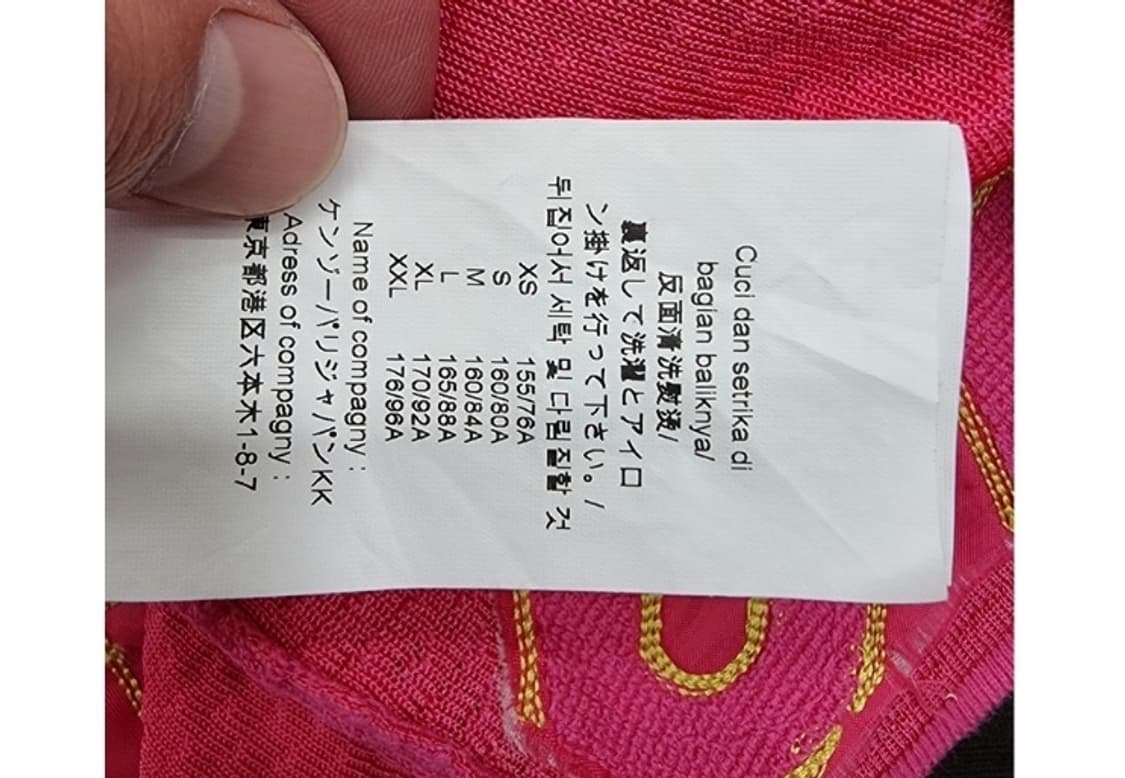 Cuci dan setrika di
bagian baliknya/
反面清洗熨烫/
裏返して洗濯とアイロ
ン掛けを行って下さい。/
뒤집어서 세탁 및 다림질할 것
XS 155/76A
S 160/80A
M 160/84A
L 165/88A
XL 170/92A
XXL 176/96A
Name of compagny :
ケンゾーパリジャパンKK
Adress of compagny :
東京都港区六本木1-8-7